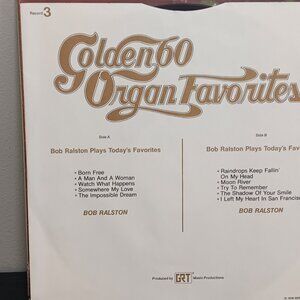 Record 3
Golden 60
Organ Favorites
Side A
Bob Ralston Plays Today's Favorites
• Born Free
• A Man And A Woman
• Watch What Happens
• Somewhere My Love
• The Impossible Dream
BOB RALSTON
Side B
Bob Ralston Plays Today's Fav
• Raindrops Keep Fallin'
On My Head
• Moon River
• Try To Remember
• The Shadow Of Your Smile
• I Left My Heart In San Francisc
BOB RALSTON
Produced by GRT Music Productions